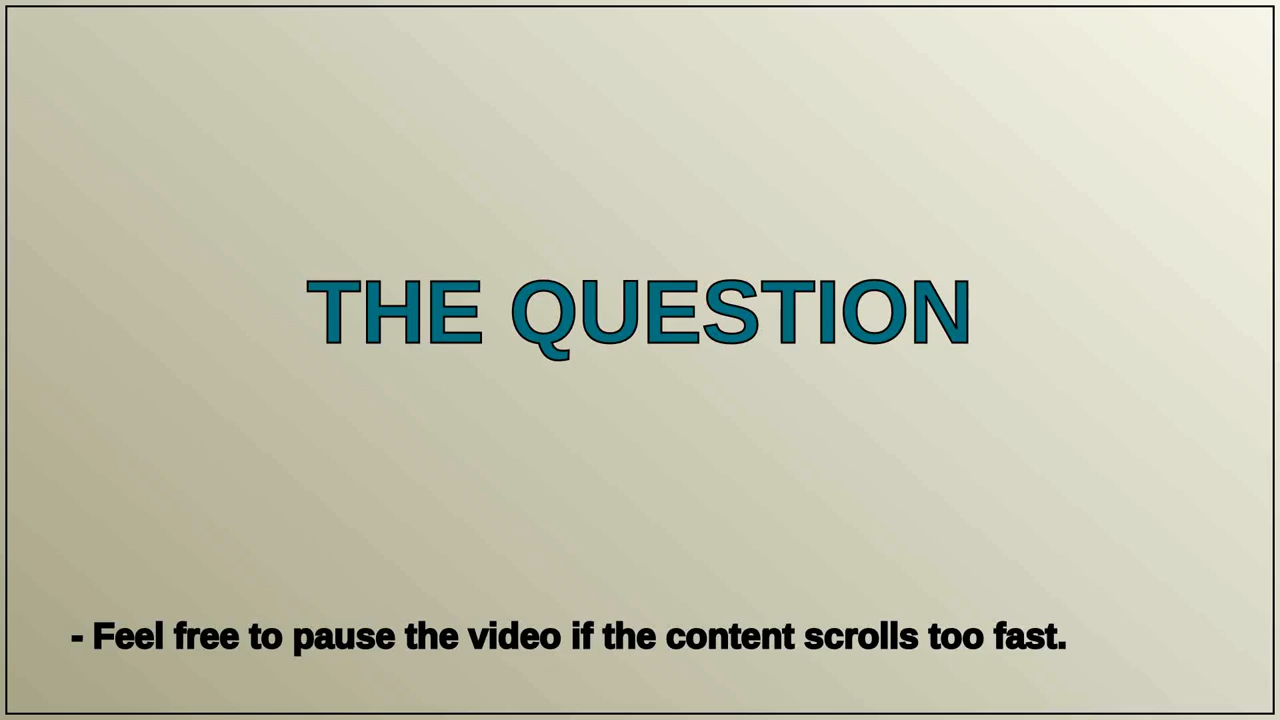 THE QUESTION
- Feel free to pause the video if the content scrolls too fast.